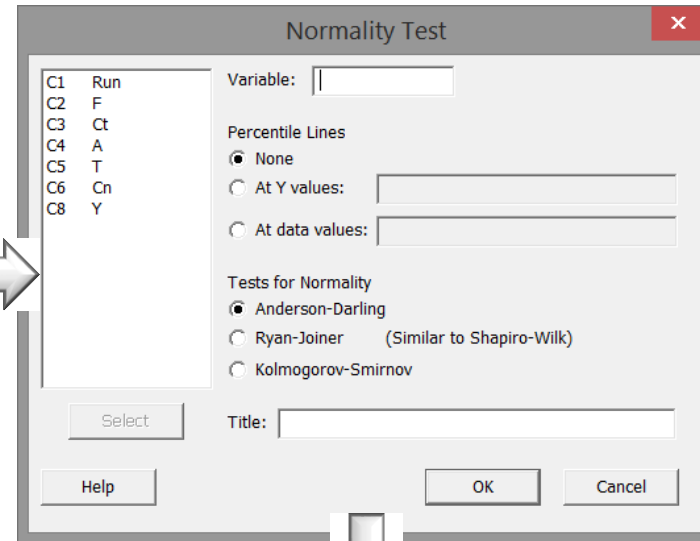 Normality Test
x
C1 Run
C2 F
C3 Ct
C4 A
C5 T
C6 Cn
C8 Y
Variable:
Percentile Lines
None
At Y values:
At data values:
Tests for Normality
Anderson-Darling
Ryan-Joiner (Similar to Shapiro-Wilk)
Kolmogorov-Smirnov
Select
Title:
Help
OK
Cancel